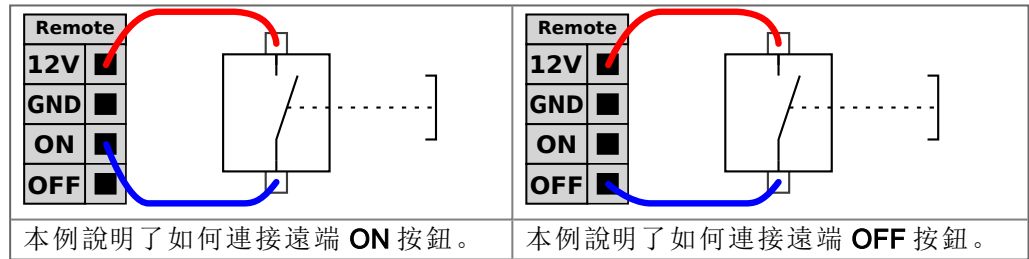 Remote
12V
GND
ON
OFF
本例說明了如何連接遠端 ON 按鈕。
Remote
12V
GND
ON
OFF
本例說明了如何連接遠端 OFF 按鈕。